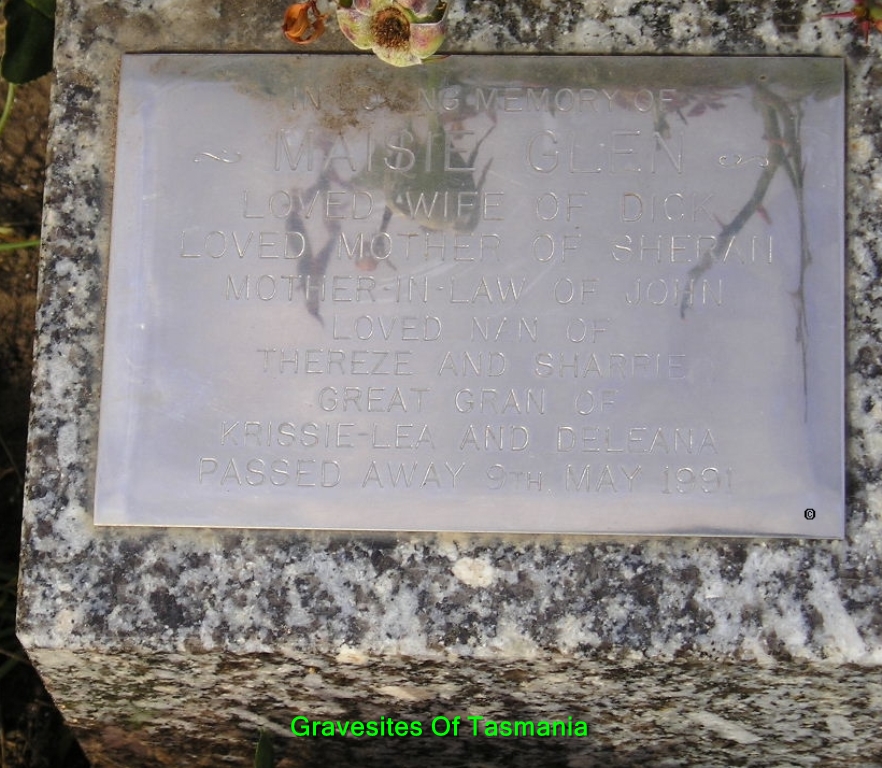 IN LOVING MEMORY OF
MAISIE GLEN
LOVED WIFE OF DICK
LOVED MOTHER OF SHERAN
MOTHER-IN-LAW OF JOHN
LOVED NAN OF
THEREZE AND SHARRIE
GREAT GRAN OF
KRISSIE-LEA AND DELEANA
PASSED AWAY 9TH MAY 1991
©
Gravesites Of Tasmania